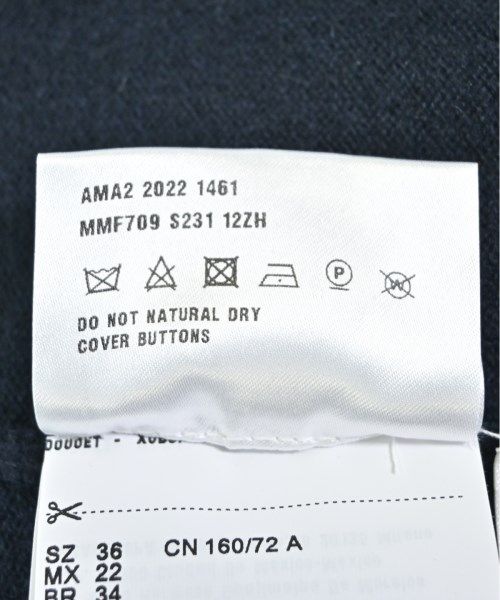 AMA2 2022 1461
MMF709 S231 12ZH
P W
DO NOT NATURAL DRY
COVER BUTTONS
SZ 36 CN 160/72 A
MX 22
BR 34